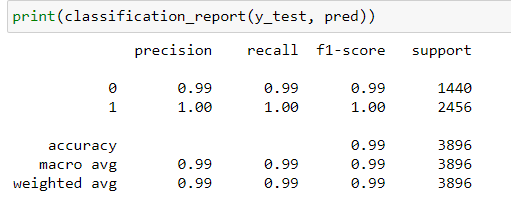 print(classification_report(y_test, pred))
precision recall f1-score support
0 0.99 0.99 0.99 1440
1 1.00 1.00 1.00 2456
accuracy 0.99 3896
macro avg 0.99 0.99 0.99 3896
weighted avg 0.99 0.99 0.99 3896